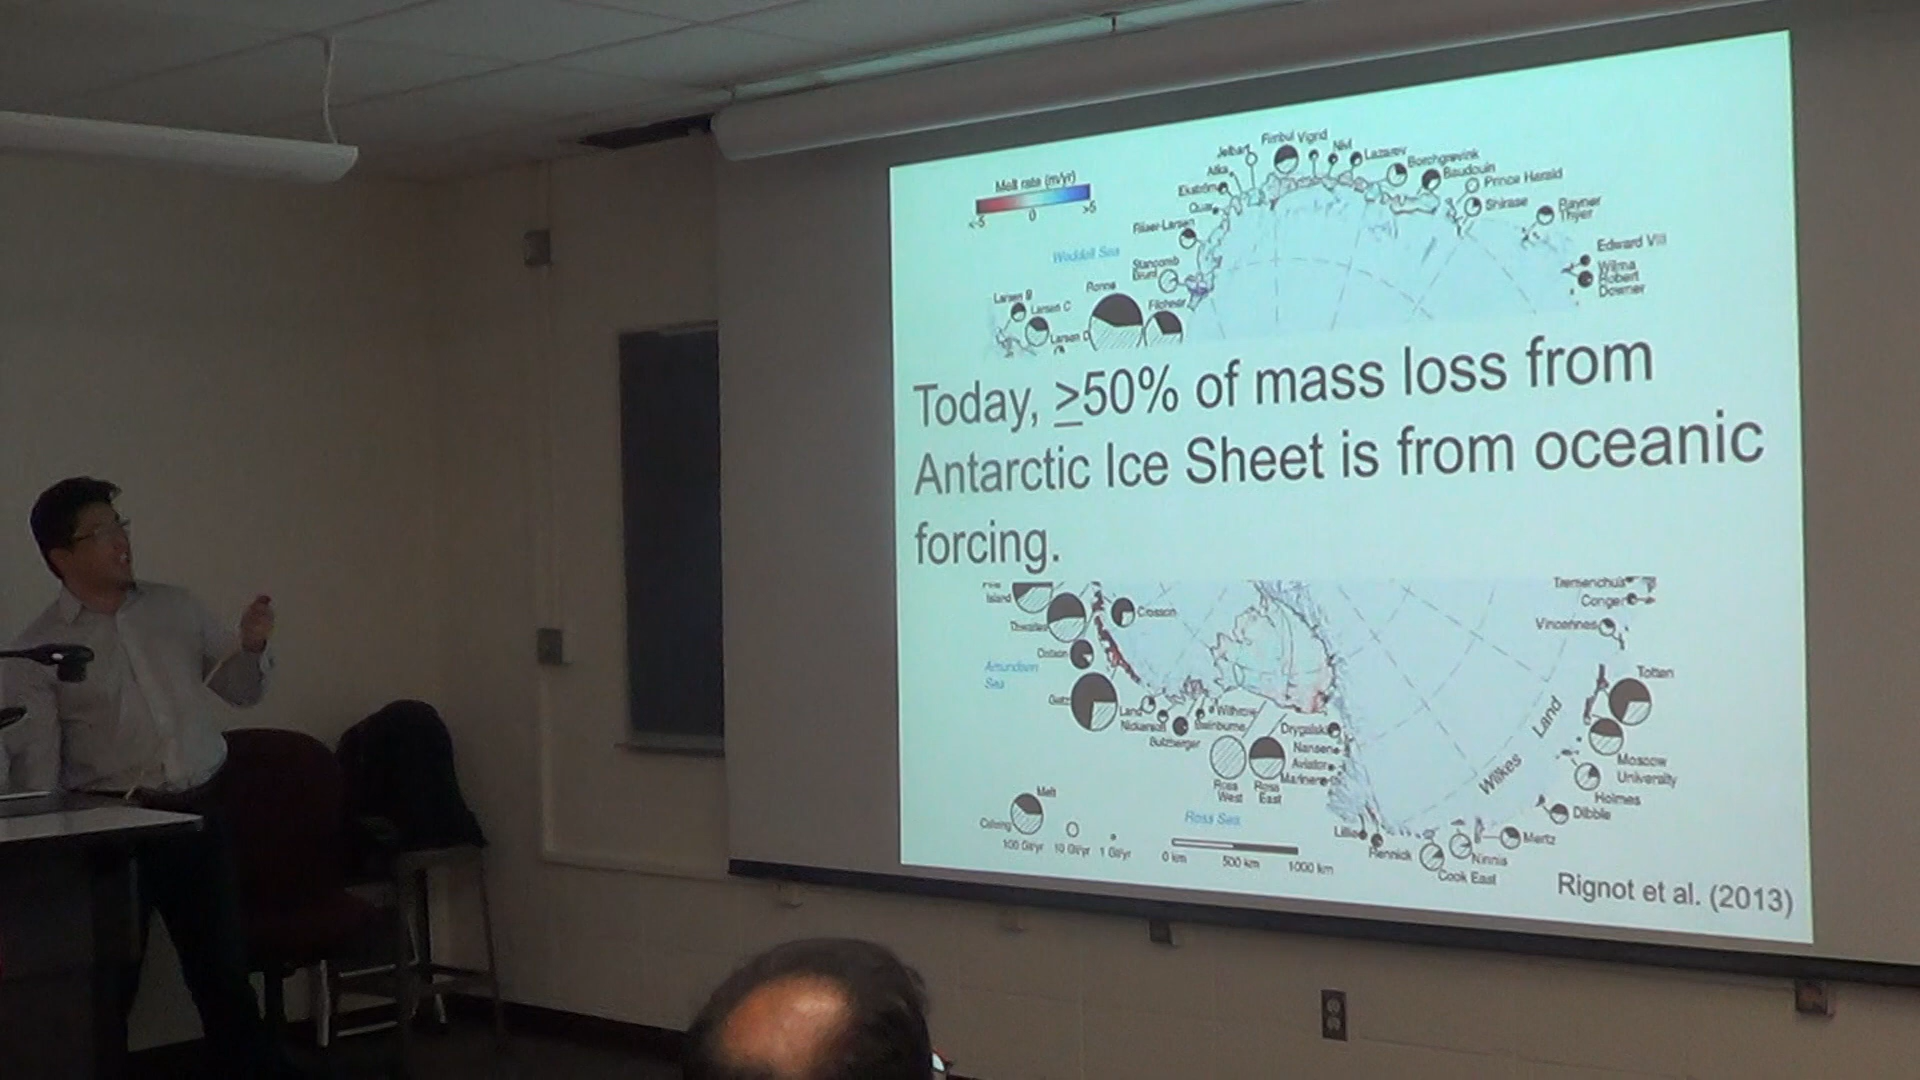 Melt rate (m/yr)
<-5 0 >5
Jelbart
Fimbul Vigrid
Nivl
Lazarev
Borchgrevink
Baudouin
Prince Harald
Shirase
Rayner
Thyer
Edward VIII
Wilma
Robert
Downer
Atka
Ekström
Quar
Riiser-Larsen
Weddell Sea
Stancomb
Brunt
Ronne
Filchner
Larsen B
Larsen C
Larsen
Today, >50% of mass loss from
Antarctic Ice Sheet is from oceanic
forcing.
Island
Thwaites
Crosson
Dotson
Amundsen
Sea
Getz
Land
Nickerson
Sulzberger
Swinburne
Withrow
Ross
West
Ross
East
Drygalski
Nansen
Aviator
Mariner
Ross Sea
Lillie
Rennick
Cook East
Ninnis
Mertz
Dibble
Holmes
Moscow
University
Totten
Vincennes
Conger
Tremenchus
Wilkes Land
Melt
Calving
100 Gt/yr 10 Gt/yr 1 Gt/yr
0 km 500 km 1000 km
Rignot et al. (2013)